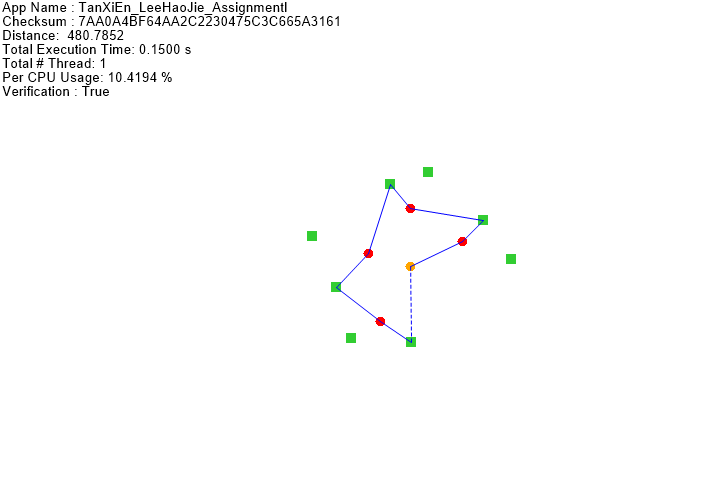 App Name : TanXiEn_LeeHaoJie_AssignmentI
Checksum : 7AA0A4BF64AA2C2230475C3C665A3161
Distance:  480.7852
Total Execution Time: 0.1500 s
Total # Thread: 1
Per CPU Usage: 10.4194 %
Verification : True